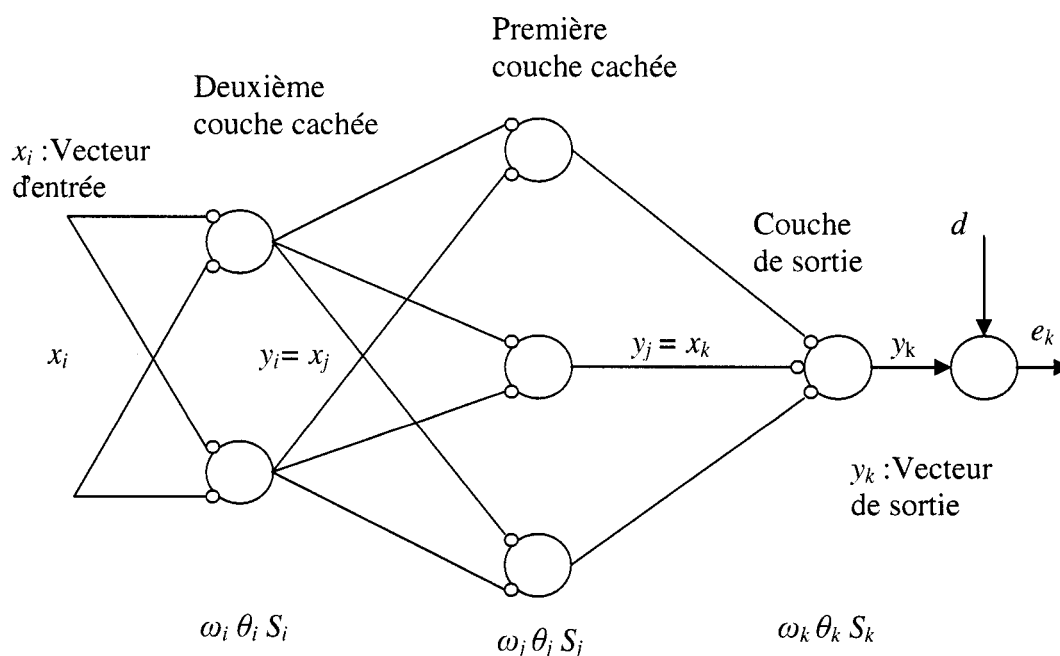 Première
couche cachée
Deuxième
couche cachée
x_i :Vecteur
d'entrée
Couche
de sortie
d
x_i
y_i= x_j
y_j = x_k
y_k
e_k
y_k :Vecteur
de sortie
ω_i θ_i S_i
ω_j θ_j S_j
ω_k θ_k S_k